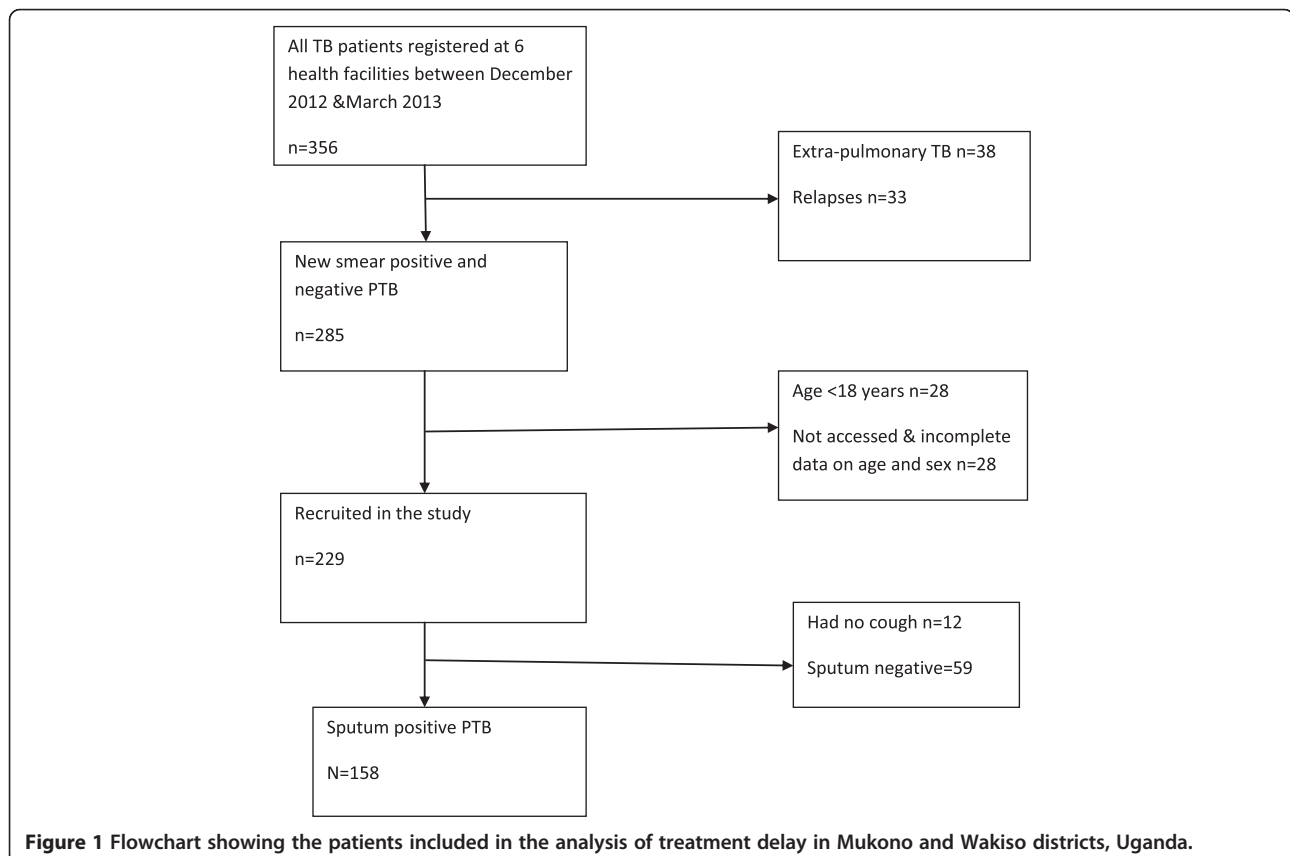 All TB patients registered at 6
health facilities between December
2012 &March 2013
n=356
Extra-pulmonary TB n=38
Relapses n=33
New smear positive and
negative PTB
n=285
Age <18 years n=28
Not accessed & incomplete
data on age and sex n=28
Recruited in the study
n=229
Had no cough n=12
Sputum negative=59
Sputum positive PTB
N=158
Figure 1 Flowchart showing the patients included in the analysis of treatment delay in Mukono and Wakiso districts, Uganda.